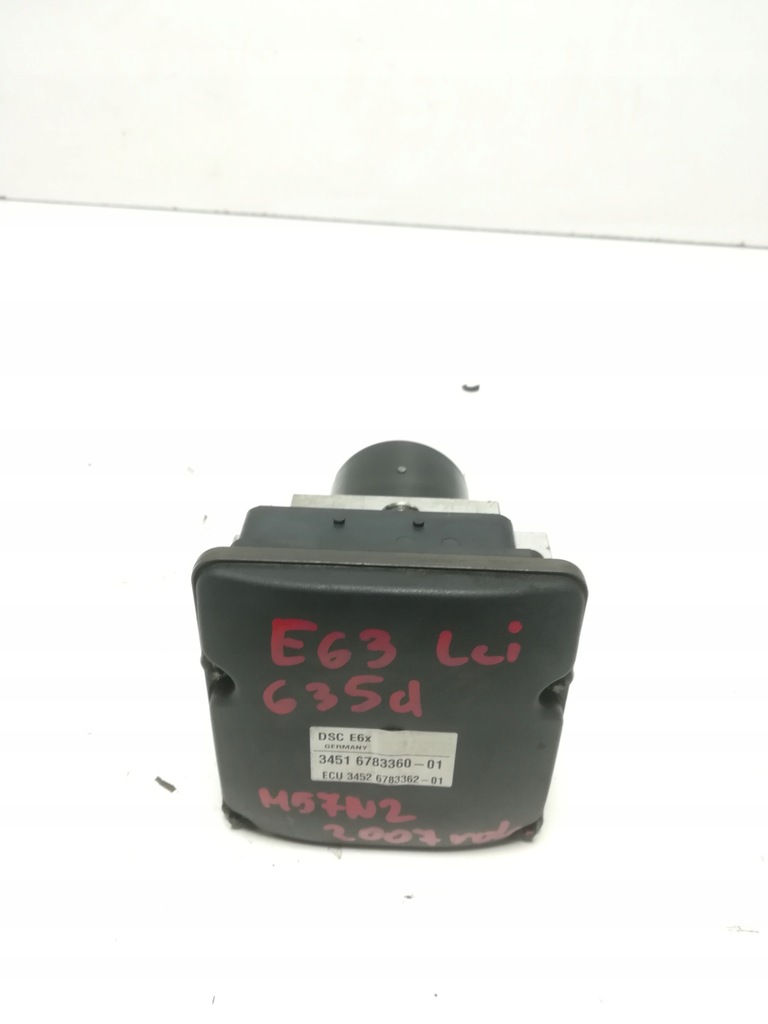 E63 Lci
635d
DSC E6x
GERMANY
3451 6783360-01
ECU 3452 6783362-01
M57N2
2007